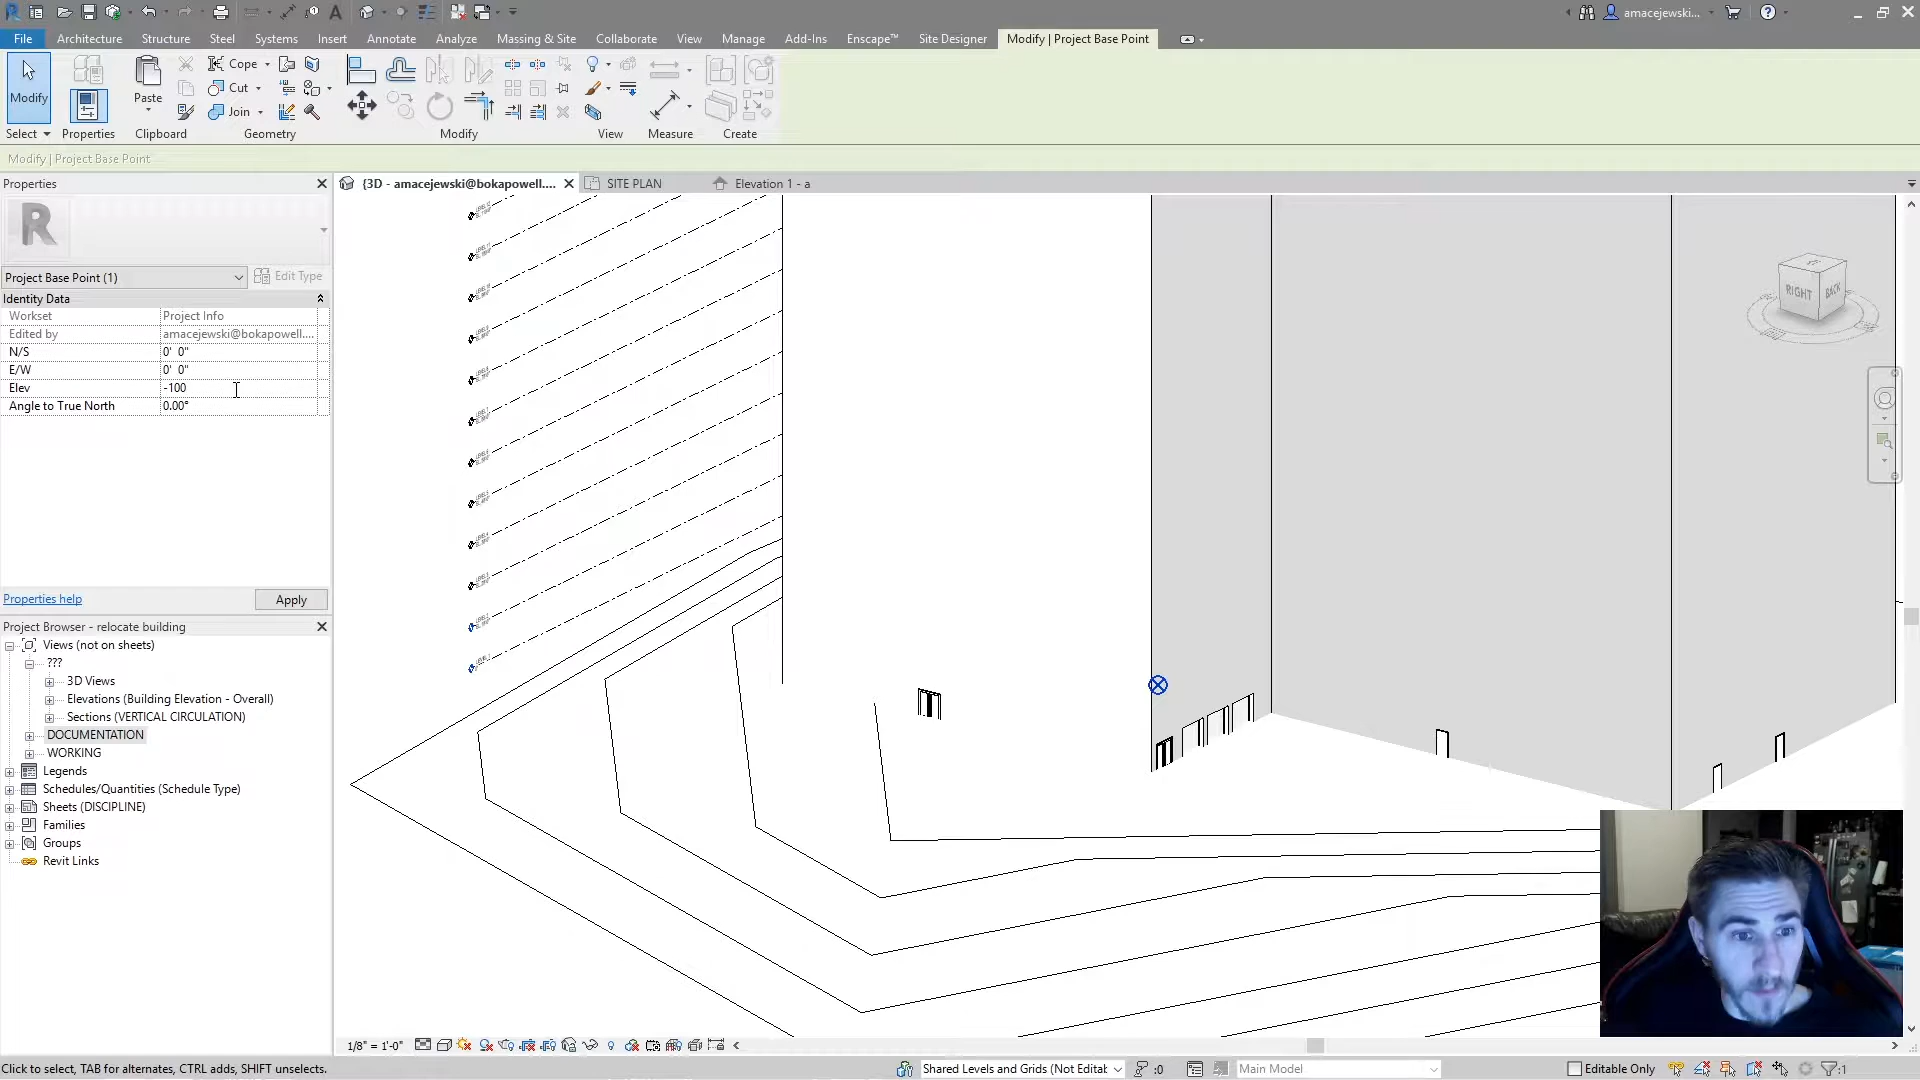 amacejewski...
File
Architecture
Structure
Steel
Systems
Insert
Annotate
Analyze
Massing & Site
Collaborate
View
Manage
Add-Ins
Enscape™
Site Designer
Modify | Project Base Point
Modify
Paste
Cope
Cut
Join
Select
Properties
Clipboard
Geometry
Modify
View
Measure
Create
Modify | Project Base Point
Properties
{3D - amacejewski@bokapowell....
SITE PLAN
Elevation 1 - a
Project Base Point (1)
Edit Type
Identity Data
Workset Project Info
Edited by amacejewski@bokapowell....
N/S 0' 0"
E/W 0' 0"
Elev -100
Angle to True North 0.00°
Properties help
Apply
Project Browser - relocate building
Views (not on sheets)
???
3D Views
Elevations (Building Elevation - Overall)
Sections (VERTICAL CIRCULATION)
DOCUMENTATION
WORKING
Legends
Schedules/Quantities (Schedule Type)
Sheets (DISCIPLINE)
Families
Groups
Revit Links
RIGHT
BACK
1/8" = 1'-0"
Click to select, TAB for alternates, CTRL adds, SHIFT unselects.
Shared Levels and Grids (Not Editab
:0
Main Model
Editable Only
:1